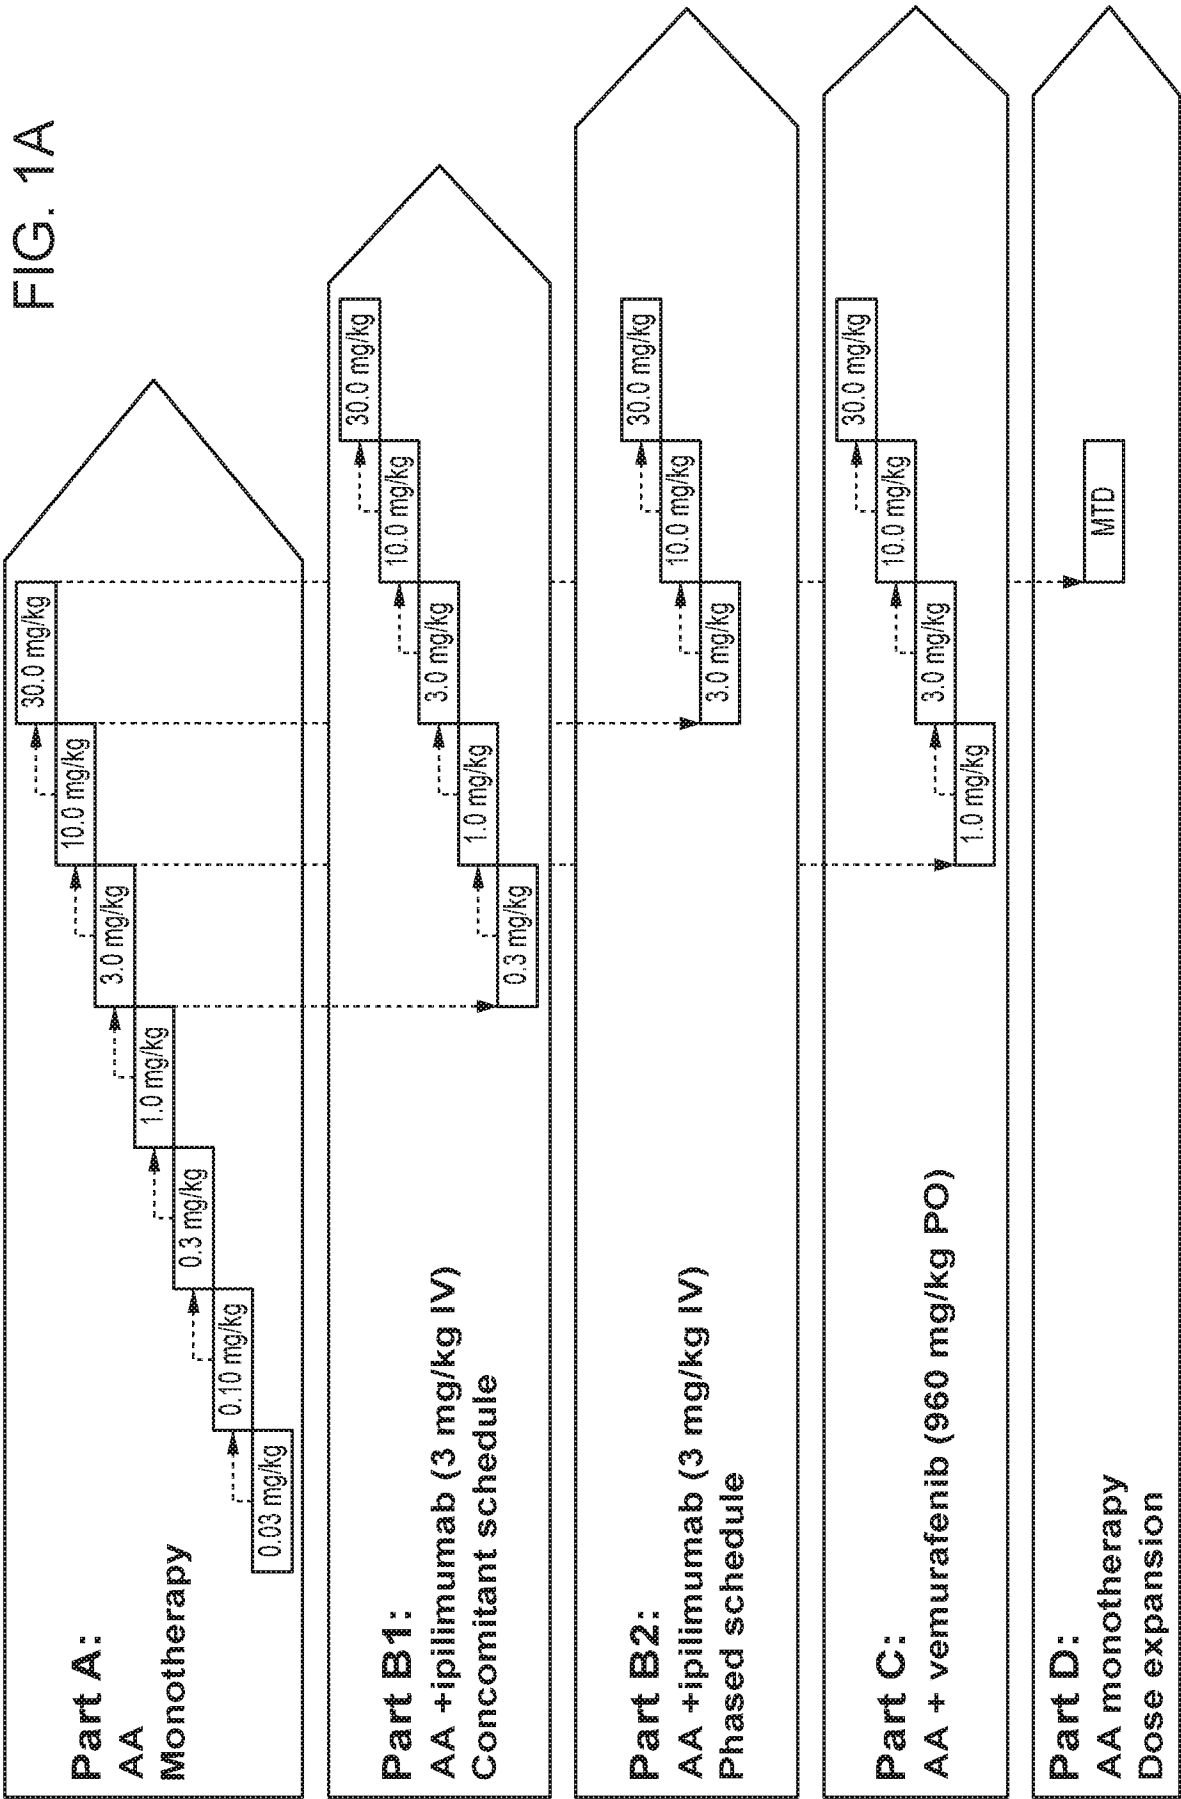 FIG. 1A
Part A:
AA
Monotherapy
0.03 mg/kg
0.10 mg/kg
0.3 mg/kg
1.0 mg/kg
3.0 mg/kg
10.0 mg/kg
30.0 mg/kg
Part B1:
AA +ipilimumab (3 mg/kg IV)
Concomitant schedule
0.3 mg/kg
1.0 mg/kg
3.0 mg/kg
10.0 mg/kg
30.0 mg/kg
Part B2:
AA +ipilimumab (3 mg/kg IV)
Phased schedule
3.0 mg/kg
10.0 mg/kg
30.0 mg/kg
Part C:
AA + vemurafenib (960 mg/kg PO)
1.0 mg/kg
3.0 mg/kg
10.0 mg/kg
30.0 mg/kg
Part D:
AA monotherapy
Dose expansion
MTD